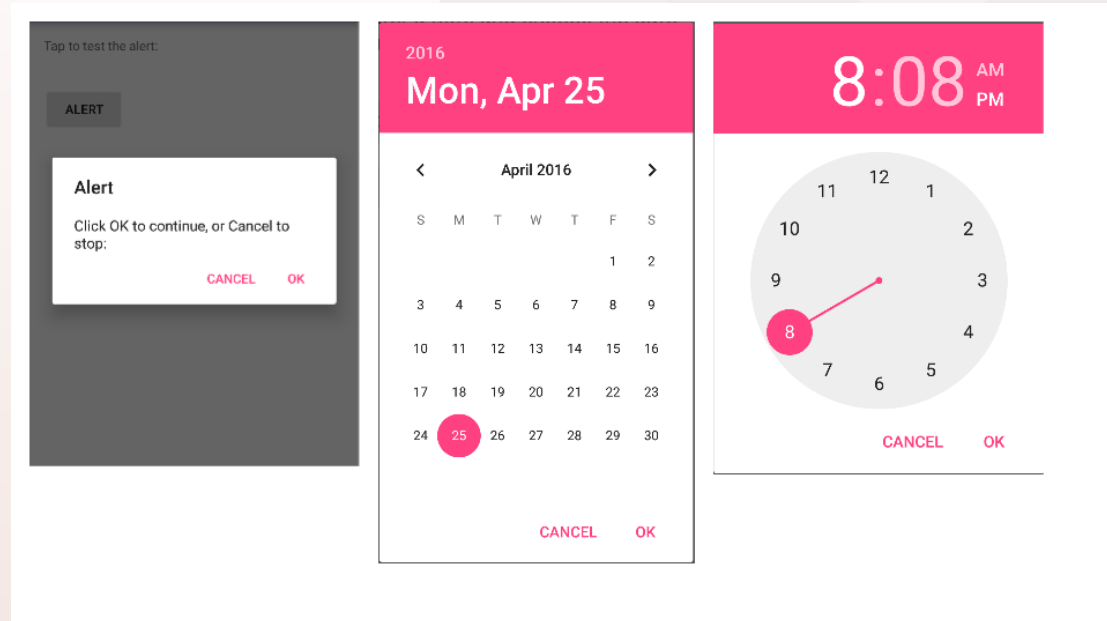 Tap to test the alert:
ALERT
Alert
Click OK to continue, or Cancel to
stop:
CANCEL OK
2016
Mon, Apr 25
April 2016
S M T W T F S
1 2
3 4 5 6 7 8 9
10 11 12 13 14 15 16
17 18 19 20 21 22 23
24 25 26 27 28 29 30
CANCEL OK
8:08 AM
PM
12
11 1
10 2
9 3
8 4
7 5
6
CANCEL OK